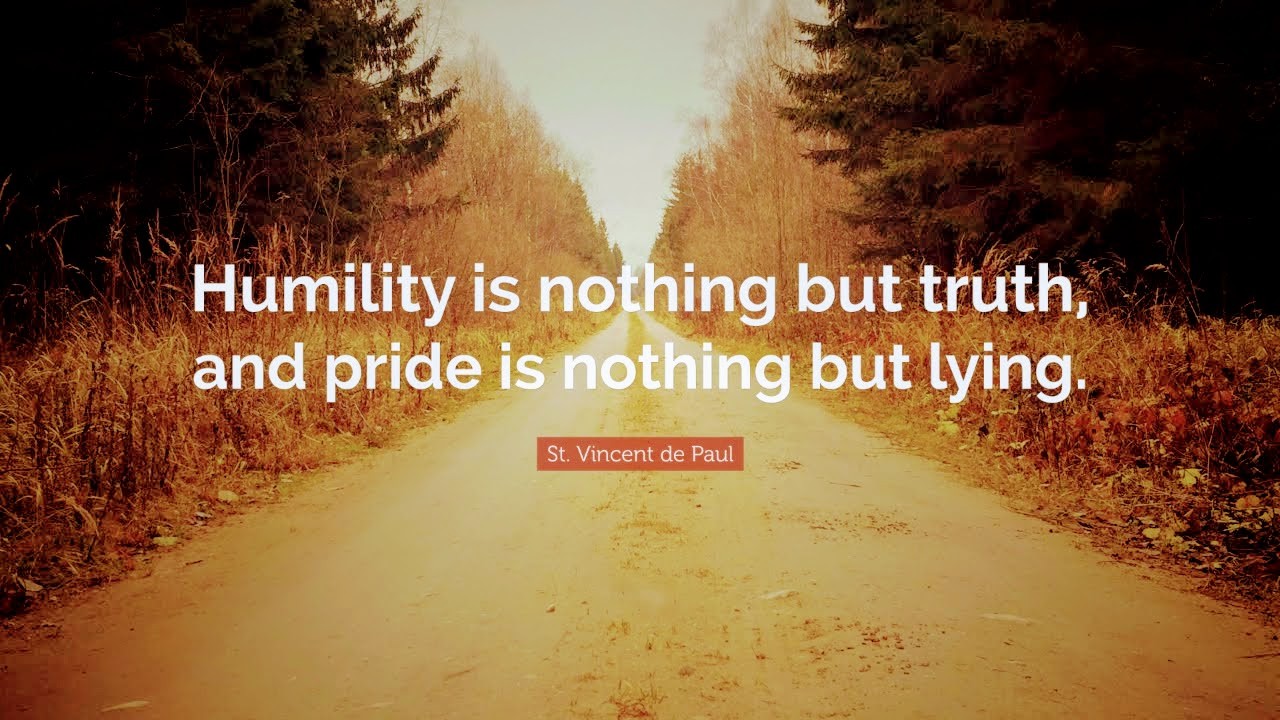 Humility is nothing but truth,
and pride is nothing but lying.
St. Vincent de Paul